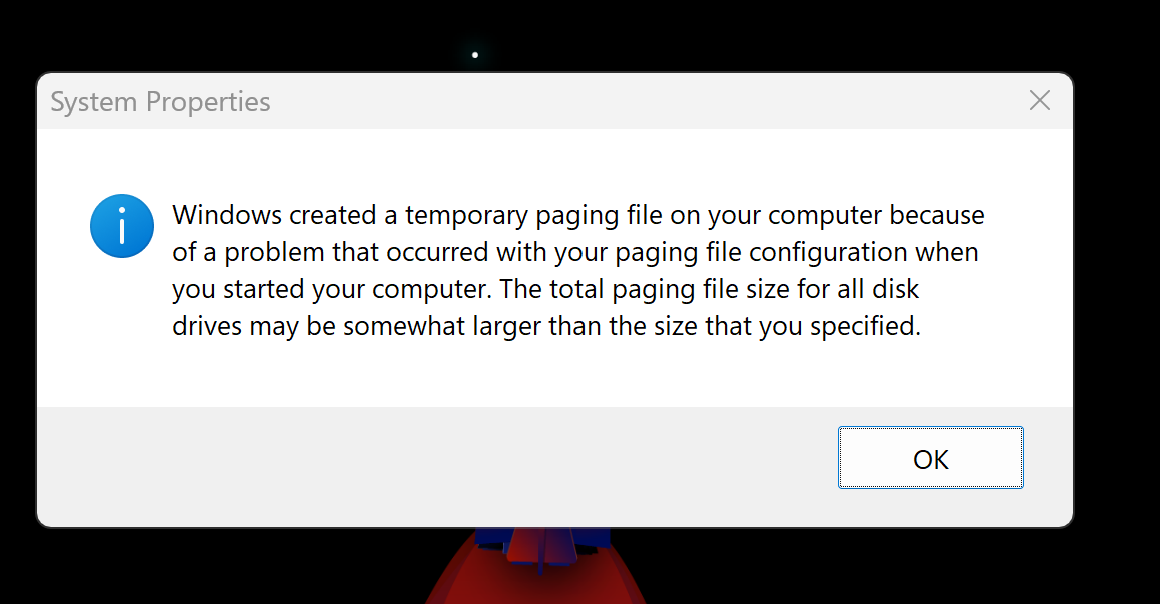 System Properties
Windows created a temporary paging file on your computer because
of a problem that occurred with your paging file configuration when
you started your computer. The total paging file size for all disk
drives may be somewhat larger than the size that you specified.
OK